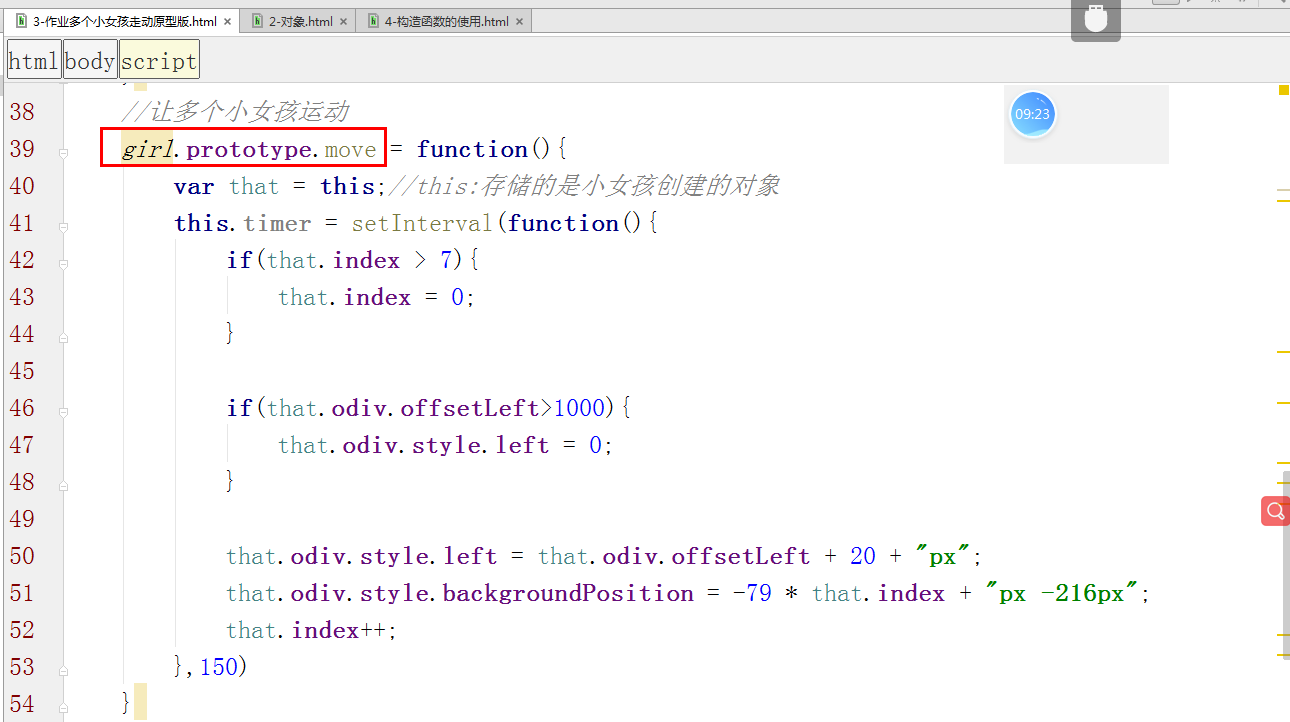 3-作业多个小女孩走动原型版.html × 2-对象.html × 4-构造函数的使用.html ×
html body script
09:23
38 //让多个小女孩运动
39 girl.prototype.move = function(){
40 var that = this;//this:存储的是小女孩创建的对象
41 this.timer = setInterval(function(){
42 if(that.index > 7){
43 that.index = 0;
44 }
45
46 if(that.odiv.offsetLeft>1000){
47 that.odiv.style.left = 0;
48 }
49
50 that.odiv.style.left = that.odiv.offsetLeft + 20 + "px";
51 that.odiv.style.backgroundPosition = -79 * that.index + "px -216px";
52 that.index++;
53 },150)
54 }